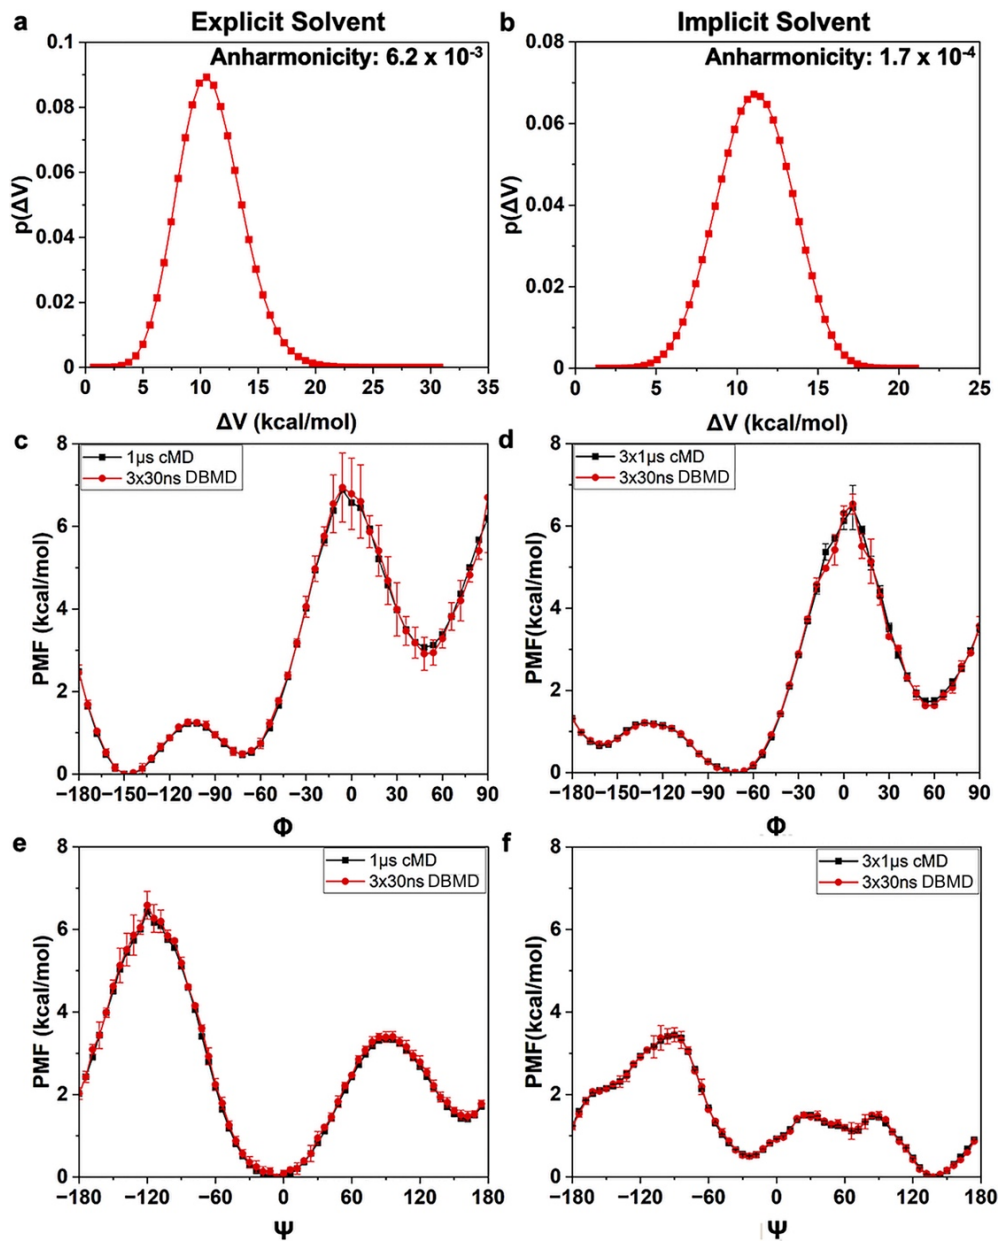 a Explicit Solvent
Anharmonicity: 6.2 x 10⁻³
p(ΔV)
0.1
0.08
0.06
0.04
0.02
0
0 5 10 15 20 25 30 35
ΔV (kcal/mol)
b Implicit Solvent
Anharmonicity: 1.7 x 10⁻⁴
p(ΔV)
0.08
0.06
0.04
0.02
0
0 5 10 15 20 25
ΔV (kcal/mol)
c
1μs cMD
3x30ns DBMD
PMF (kcal/mol)
8
6
4
2
0
−180 −150 −120 −90 −60 −30 0 30 60 90
Φ
d
3x1μs cMD
3x30ns DBMD
PMF(kcal/mol)
8
6
4
2
0
−180 −150 −120 −90 −60 −30 0 30 60 90
Φ
e
1μs cMD
3x30ns DBMD
PMF (kcal/mol)
8
6
4
2
0
−180 −120 −60 0 60 120 180
Ψ
f
3x1μs cMD
3x30ns DBMD
PMF(kcal/mol)
8
6
4
2
0
−180 −120 −60 0 60 120 180
Ψ